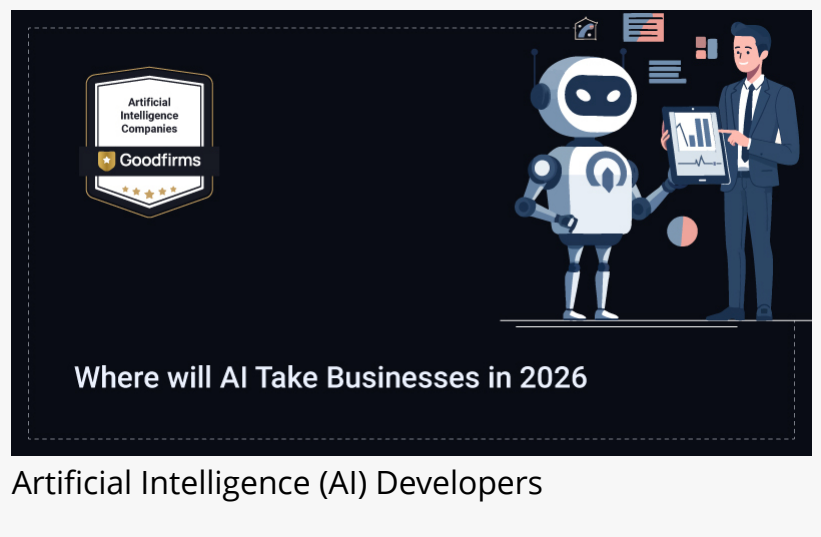 Artificial
Intelligence
Companies
Goodfirms
Where will AI Take Businesses in 2026
Artificial Intelligence (AI) Developers